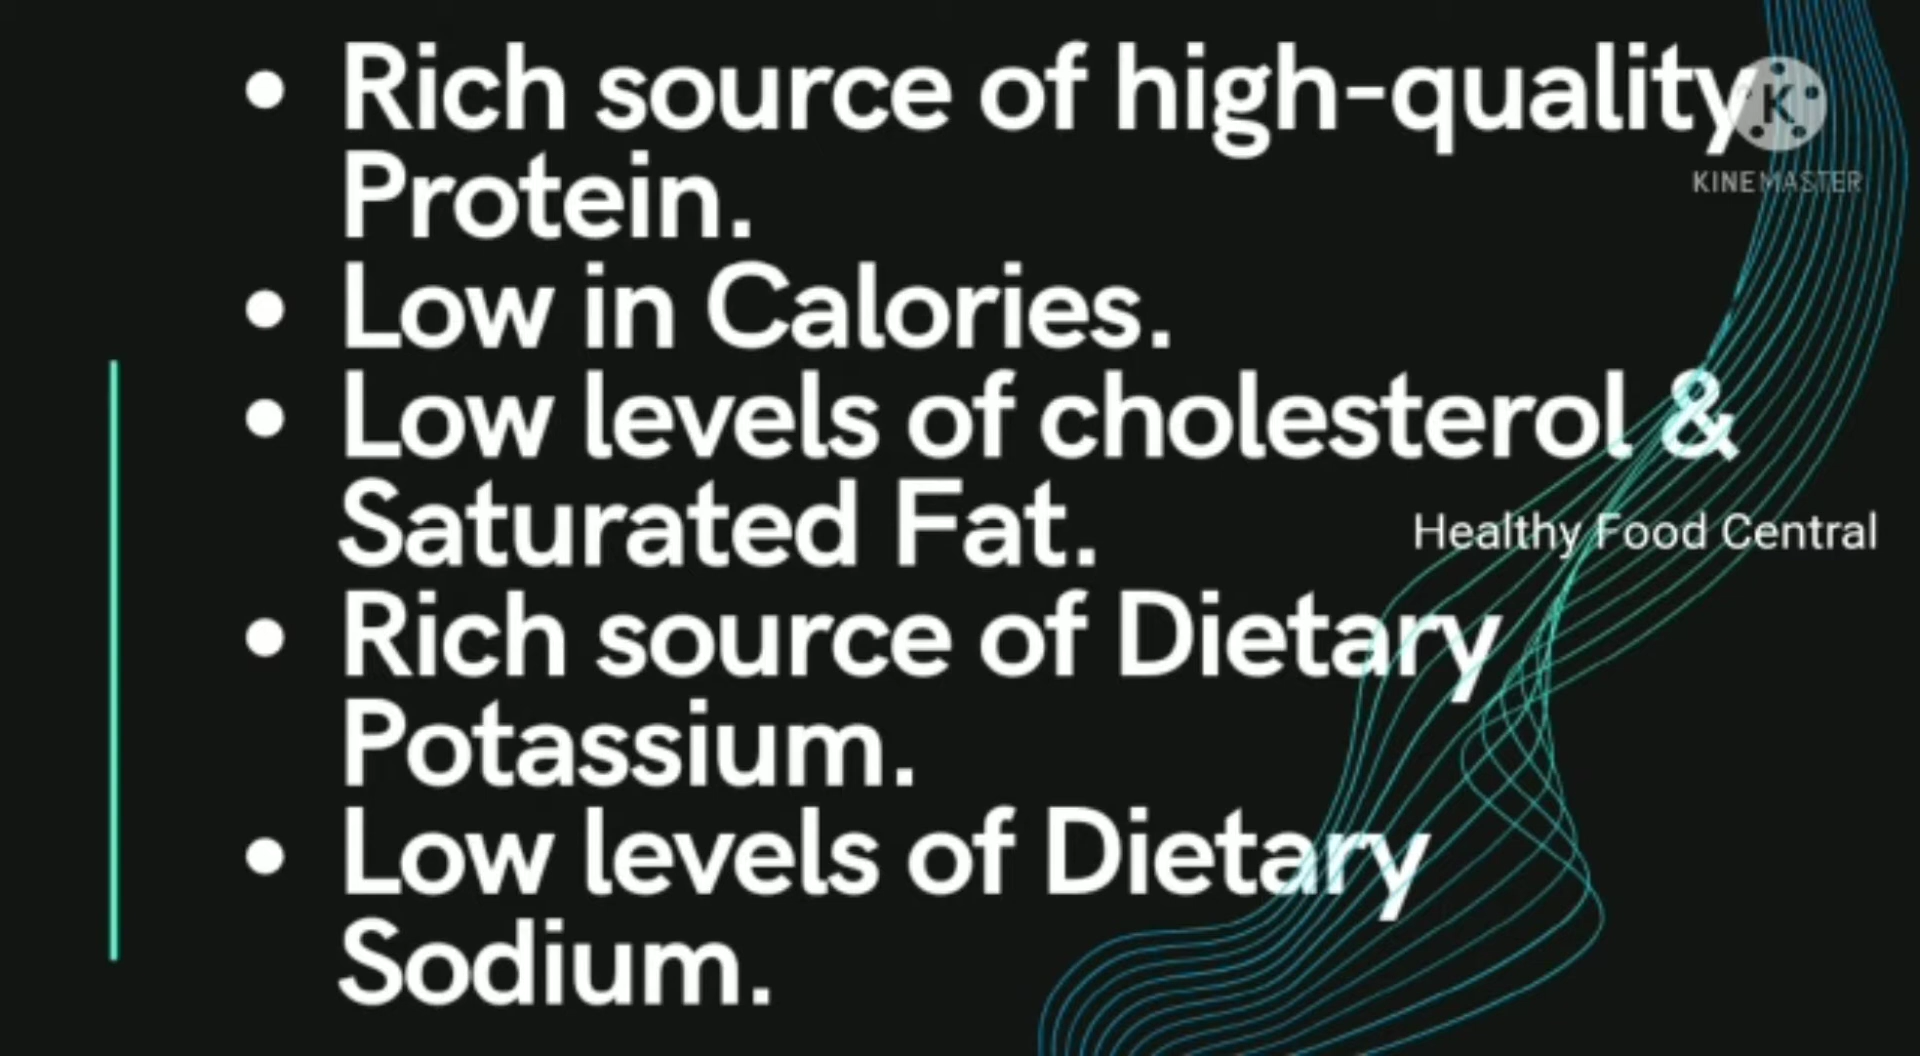 • Rich source of high-quality
Protein.
• Low in Calories.
• Low levels of cholesterol &
Saturated Fat.
• Rich source of Dietary
Potassium.
• Low levels of Dietary
Sodium.
K
KINEMASTER
Healthy Food Central